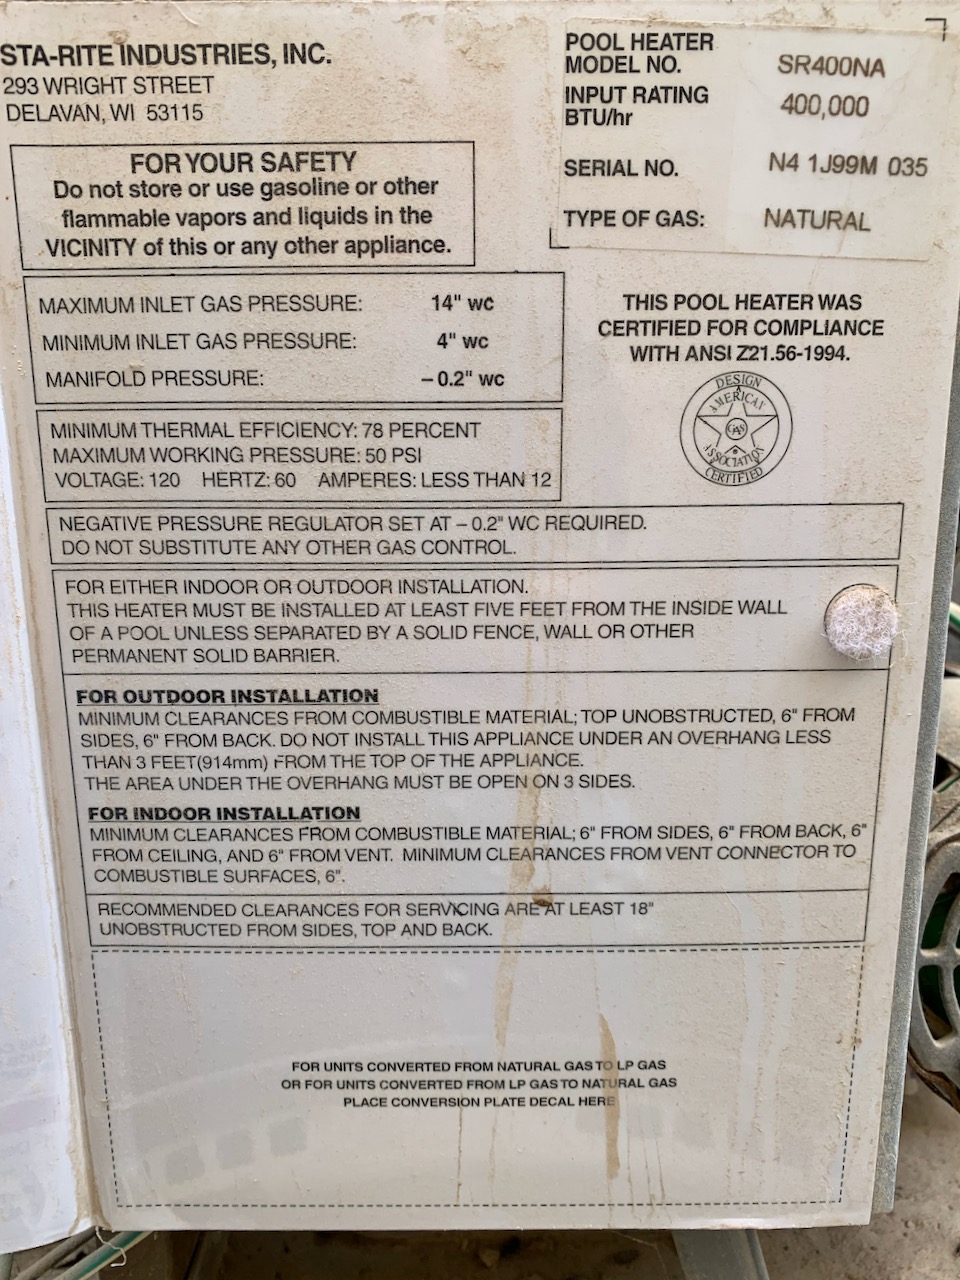 STA-RITE INDUSTRIES, INC.
293 WRIGHT STREET
DELAVAN, WI 53115
POOL HEATER
MODEL NO. SR400NA
INPUT RATING
BTU/hr 400,000
SERIAL NO. N4 1J99M 035
TYPE OF GAS: NATURAL
FOR YOUR SAFETY
Do not store or use gasoline or other
flammable vapors and liquids in the
VICINITY of this or any other appliance.
MAXIMUM INLET GAS PRESSURE: 14" wc
MINIMUM INLET GAS PRESSURE: 4" wc
MANIFOLD PRESSURE: – 0.2" wc
THIS POOL HEATER WAS
CERTIFIED FOR COMPLIANCE
WITH ANSI Z21.56-1994.
DESIGN
AMERICAN
GAS
ASSOCIATION
CERTIFIED
MINIMUM THERMAL EFFICIENCY: 78 PERCENT
MAXIMUM WORKING PRESSURE: 50 PSI
VOLTAGE: 120 HERTZ: 60 AMPERES: LESS THAN 12
NEGATIVE PRESSURE REGULATOR SET AT – 0.2" WC REQUIRED.
DO NOT SUBSTITUTE ANY OTHER GAS CONTROL.
FOR EITHER INDOOR OR OUTDOOR INSTALLATION.
THIS HEATER MUST BE INSTALLED AT LEAST FIVE FEET FROM THE INSIDE WALL
OF A POOL UNLESS SEPARATED BY A SOLID FENCE, WALL OR OTHER
PERMANENT SOLID BARRIER.
FOR OUTDOOR INSTALLATION
MINIMUM CLEARANCES FROM COMBUSTIBLE MATERIAL; TOP UNOBSTRUCTED, 6" FROM
SIDES, 6" FROM BACK. DO NOT INSTALL THIS APPLIANCE UNDER AN OVERHANG LESS
THAN 3 FEET(914mm) FROM THE TOP OF THE APPLIANCE.
THE AREA UNDER THE OVERHANG MUST BE OPEN ON 3 SIDES.
FOR INDOOR INSTALLATION
MINIMUM CLEARANCES FROM COMBUSTIBLE MATERIAL; 6" FROM SIDES, 6" FROM BACK, 6"
FROM CEILING, AND 6" FROM VENT. MINIMUM CLEARANCES FROM VENT CONNECTOR TO
COMBUSTIBLE SURFACES, 6".
RECOMMENDED CLEARANCES FOR SERVICING ARE AT LEAST 18"
UNOBSTRUCTED FROM SIDES, TOP AND BACK.
FOR UNITS CONVERTED FROM NATURAL GAS TO LP GAS
OR FOR UNITS CONVERTED FROM LP GAS TO NATURAL GAS
PLACE CONVERSION PLATE DECAL HERE